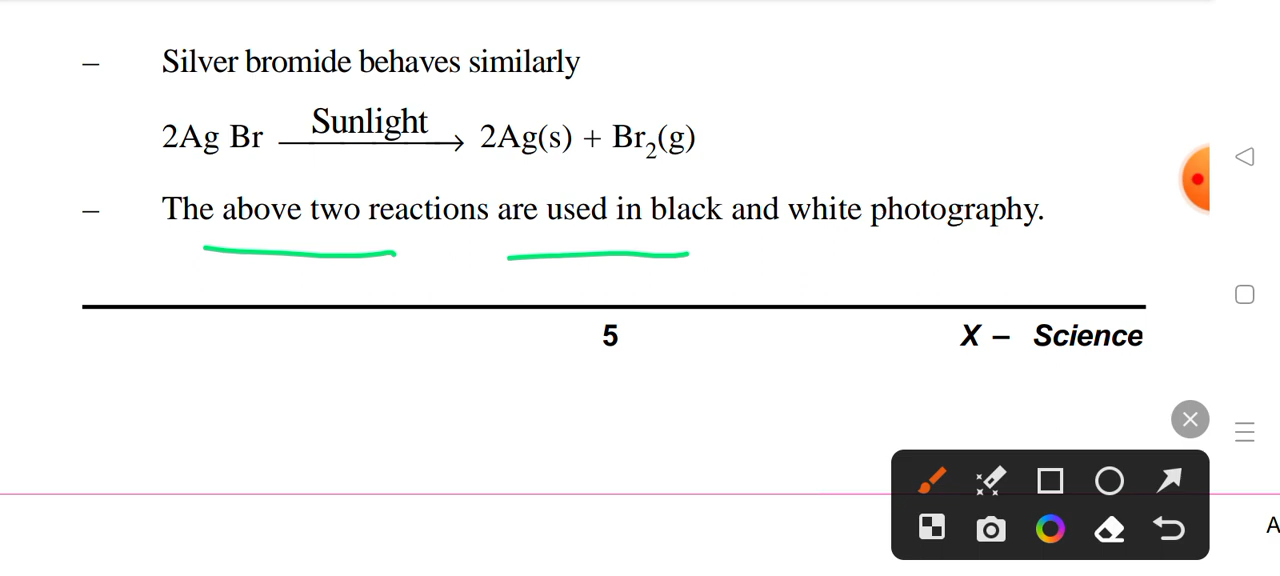 – Silver bromide behaves similarly
2Ag Br Sunlight → 2Ag(s) + Br₂(g)
– The above two reactions are used in black and white photography.
5 X – Science
A